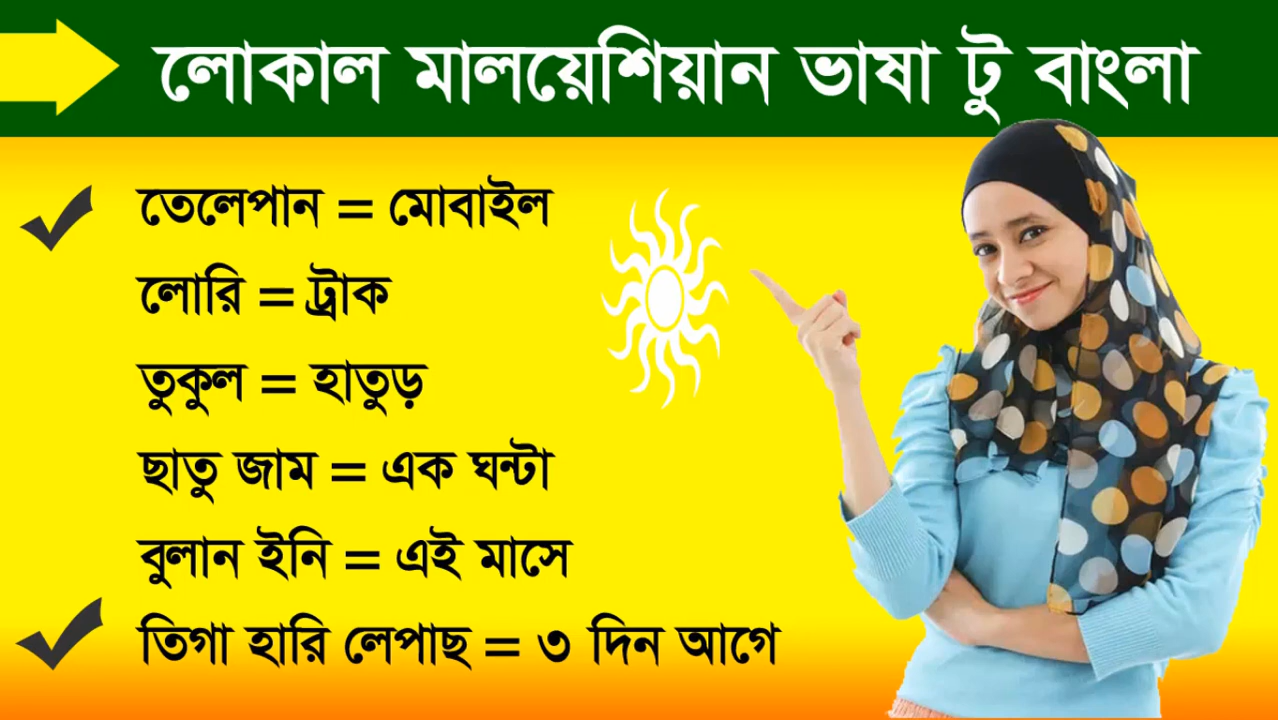 লোকাল মালয়েশিয়ান ভাষা টু বাংলা
তেলেপান = মোবাইল
লোরি = ট্রাক
তুকুল = হাতুড়
ছাতু জাম = এক ঘন্টা
বুলান ইনি = এই মাসে
তিগা হারি লেপাছ = ৩ দিন আগে